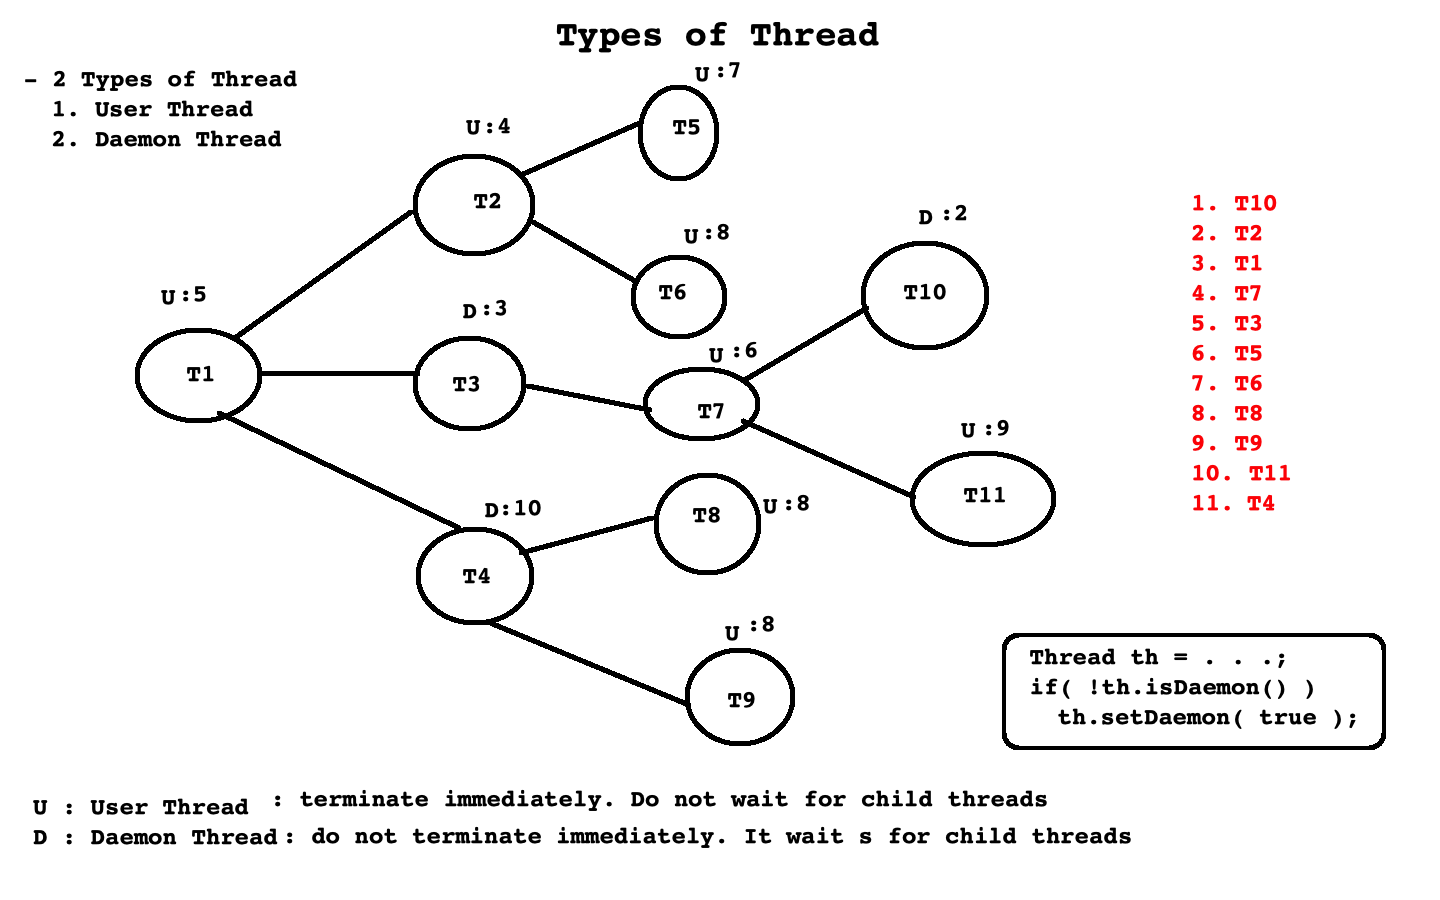 Types of Thread
- 2 Types of Thread
1. User Thread
2. Daemon Thread
U :7
U:4
T5
T2
D :2
U :8
U:5
D :3
T6
T10
U :6
T1
T3
T7
U :9
D:10
T8
U :8
T11
T4
U :8
T9
1. T10
2. T2
3. T1
4. T7
5. T3
6. T5
7. T6
8. T8
9. T9
10. T11
11. T4
Thread th = . . .;
if( !th.isDaemon() )
th.setDaemon( true );
U : User Thread : terminate immediately. Do not wait for child threads
D : Daemon Thread : do not terminate immediately. It wait s for child threads